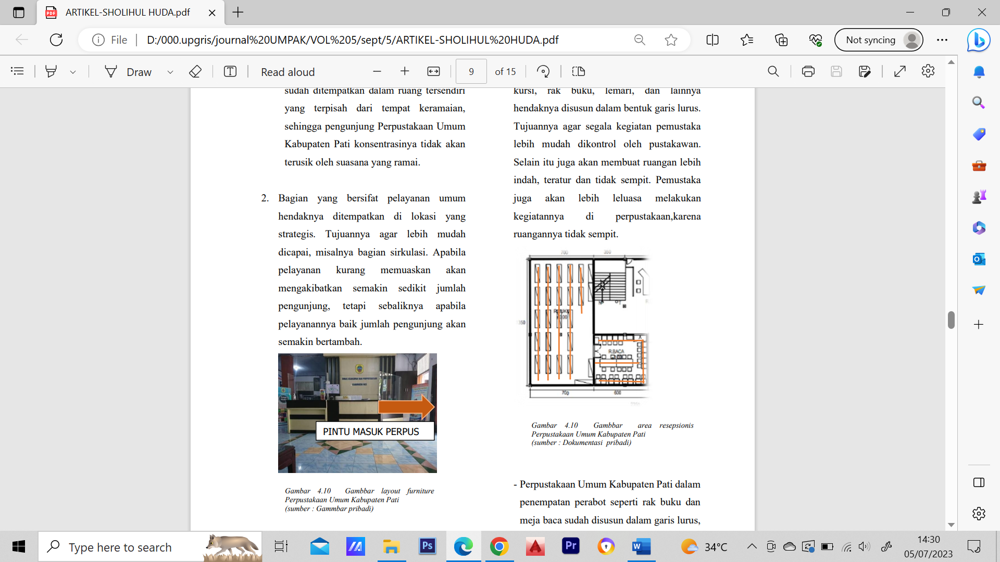 ARTIKEL-SHOLIHUL HUDA.pdf
File
D:/000.upgris/journal%20UMPAK/VOL%205/sept/5/ARTIKEL-SHOLIHUL%20HUDA.pdf
Not syncing
Draw
Read aloud
9
of 15
sudah ditempatkan dalam ruang tersendiri
yang terpisah dari tempat keramaian,
sehingga pengunjung Perpustakaan Umum
Kabupaten Pati konsentrasinya tidak akan
terusik oleh suasana yang ramai.
2. Bagian yang bersifat pelayanan umum
hendaknya ditempatkan di lokasi yang
strategis. Tujuannya agar lebih mudah
dicapai, misalnya bagian sirkulasi. Apabila
pelayanan kurang memuaskan akan
mengakibatkan semakin sedikit jumlah
pengunjung, tetapi sebaliknya apabila
pelayanannya baik jumlah pengunjung akan
semakin bertambah.
DINAS KEARSIPAN DAN PERPUSTAKAAN
KABUPATEN PATI
PINTU MASUK PERPUS
Gambar 4.10 Gambbar layout furniture
Perpustakaan Umum Kabupaten Pati
(sumber : Gammbar pribadi)
kursi, rak buku, lemari, dan lainnya
hendaknya disusun dalam bentuk garis lurus.
Tujuannya agar segala kegiatan pemustaka
lebih mudah dikontrol oleh pustakawan.
Selain itu juga akan membuat ruangan lebih
indah, teratur dan tidak sempit. Pemustaka
juga akan lebih leluasa melakukan
kegiatannya di perpustakaan,karena
ruangannya tidak sempit.
700 350
R.BACA
700 600
Gambar 4.10 Gambbar area resepsionis
Perpustakaan Umum Kabupaten Pati
(sumber : Dokumentasi pribadi)
- Perpustakaan Umum Kabupaten Pati dalam
penempatan perabot seperti rak buku dan
meja baca sudah disusun dalam garis lurus,
Type here to search
Ps
Pr
W
34°C
14:30
05/07/2023